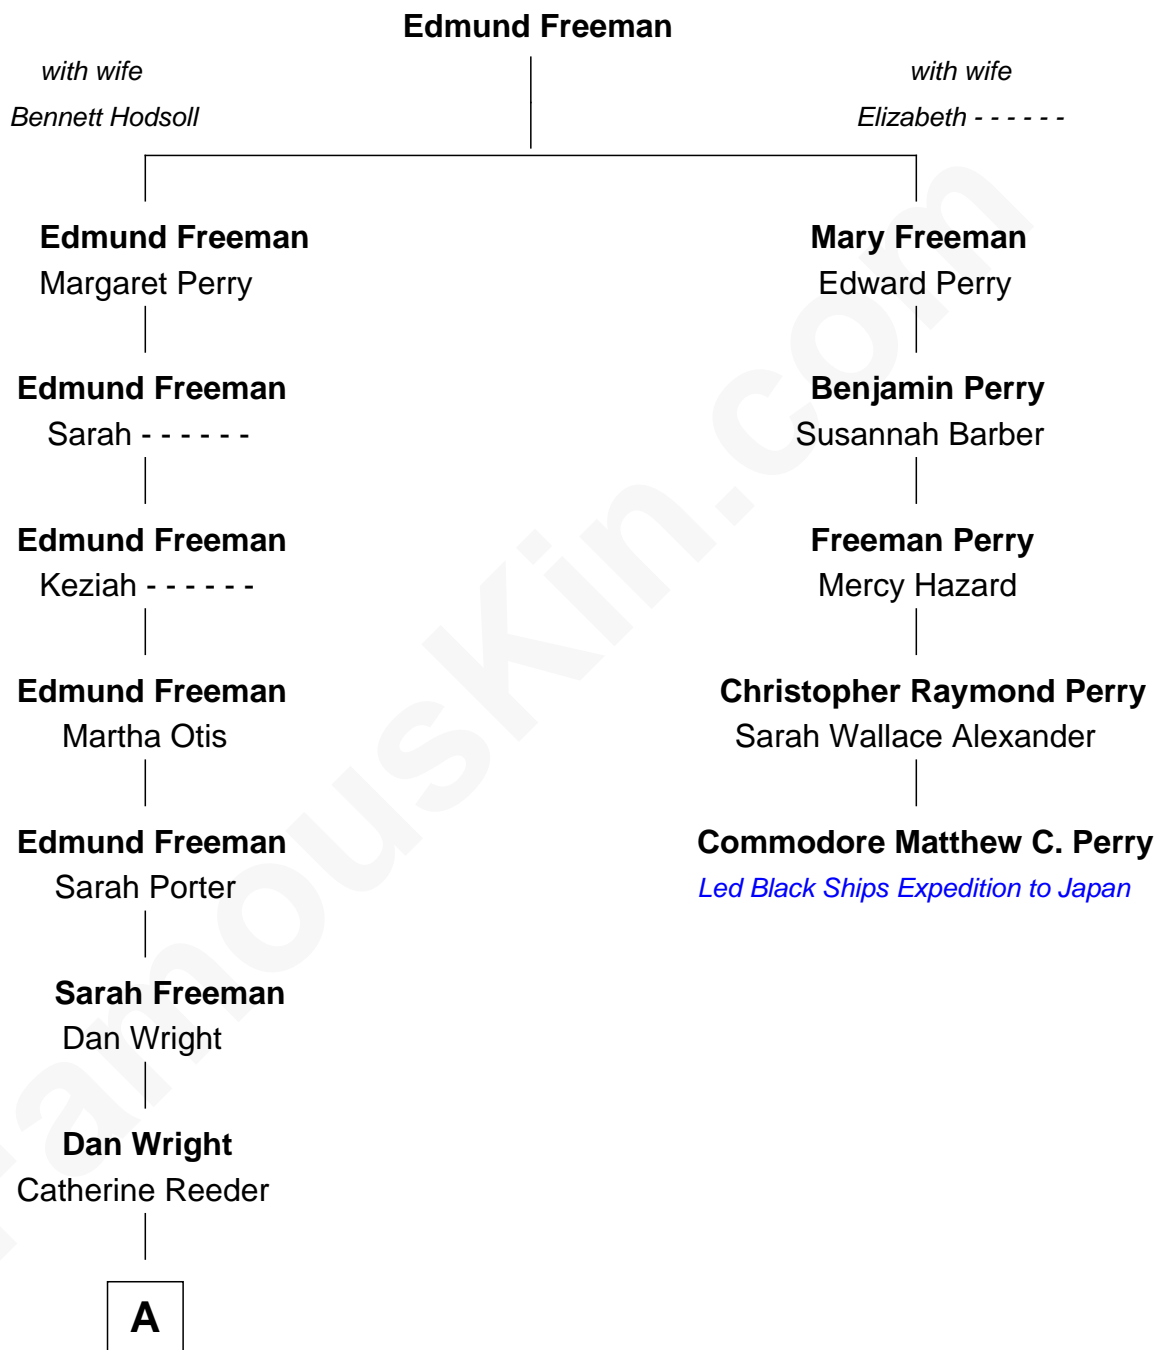 Edmund Freeman
with wife
Bennett Hodsoll
with wife
Elizabeth - - - - - -
Edmund Freeman
Margaret Perry
Mary Freeman
Edward Perry
Edmund Freeman
Sarah - - - - - -
Benjamin Perry
Susannah Barber
Edmund Freeman
Keziah - - - - - -
Freeman Perry
Mercy Hazard
Edmund Freeman
Martha Otis
Christopher Raymond Perry
Sarah Wallace Alexander
Edmund Freeman
Sarah Porter
Commodore Matthew C. Perry
Led Black Ships Expedition to Japan
Sarah Freeman
Dan Wright
Dan Wright
Catherine Reeder
A
FamousKin.com